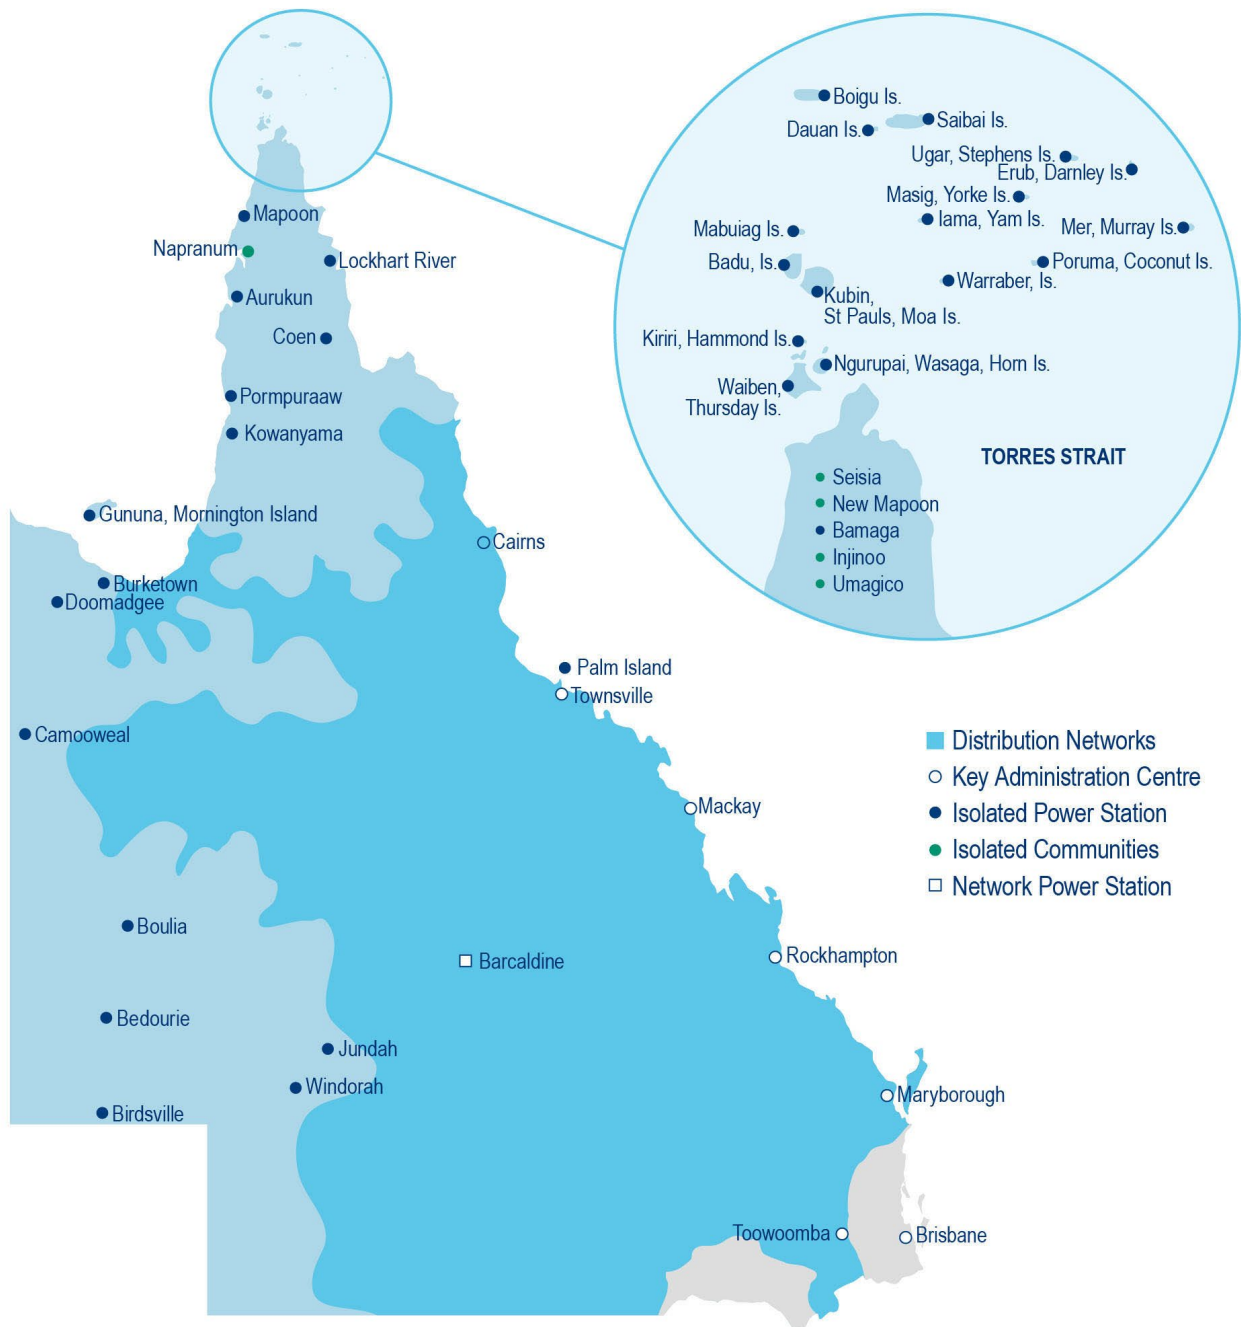 Boigu Is.
Saibai Is.
Dauan Is.
Ugar, Stephens Is.
Erub, Darnley Is.
Masig, Yorke Is.
Iama, Yam Is.
Mer, Murray Is.
Mabuiag Is.
Badu, Is.
Poruma, Coconut Is.
Warraber, Is.
Kubin,
St Pauls, Moa Is.
Kiriri, Hammond Is.
Ngurupai, Wasaga, Horn Is.
Waiben,
Thursday Is.
TORRES STRAIT
Seisia
New Mapoon
Bamaga
Injinoo
Umagico
Mapoon
Napranum
Lockhart River
Aurukun
Coen
Pormpuraaw
Kowanyama
Gununa, Mornington Island
Cairns
Burketown
Doomadgee
Palm Island
Townsville
Camooweal
Mackay
Boulia
Barcaldine
Rockhampton
Bedourie
Jundah
Windorah
Birdsville
Maryborough
Toowoomba
Brisbane
Distribution Networks
Key Administration Centre
Isolated Power Station
Isolated Communities
Network Power Station